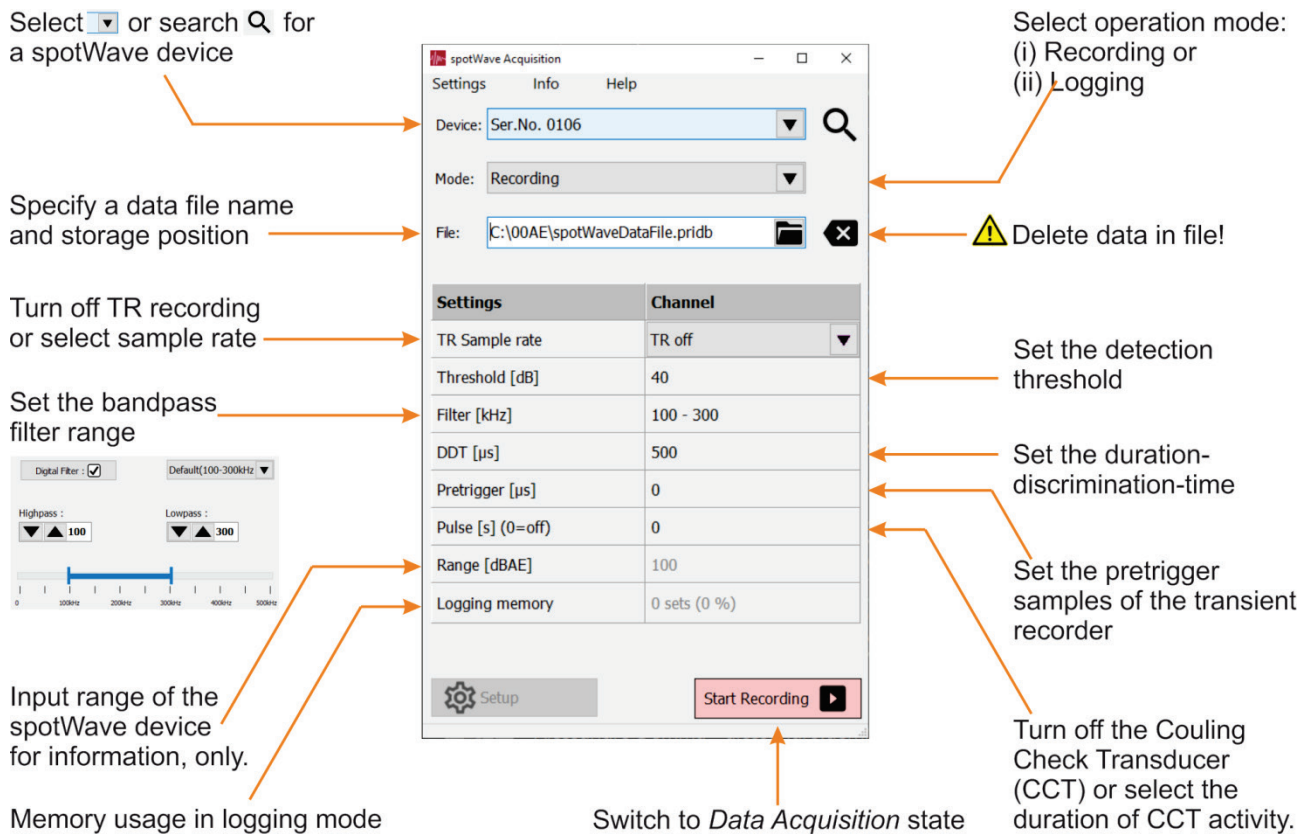 Select or search for
a spotWave device
Specify a data file name
and storage position
Turn off TR recording
or select sample rate
Set the bandpass
filter range
Digital Filter :
Default(100-300kHz
Highpass :
Lowpass :
100
300
0 100kHz 200kHz 300kHz 400kHz 500kHz
Input range of the
spotWave device
for information, only.
Memory usage in logging mode
spotWave Acquisition
Settings Info Help
Device: Ser.No. 0106
Mode: Recording
File: C:\00AE\spotWaveDataFile.pridb
Settings Channel
TR Sample rate TR off
Threshold [dB] 40
Filter [kHz] 100 - 300
DDT [µs] 500
Pretrigger [µs] 0
Pulse [s] (0=off) 0
Range [dBAE] 100
Logging memory 0 sets (0 %)
Setup
Start Recording
Switch to Data Acquisition state
Select operation mode:
(i) Recording or
(ii) Logging
Delete data in file!
Set the detection
threshold
Set the duration-
discrimination-time
Set the pretrigger
samples of the transient
recorder
Turn off the Couling
Check Transducer
(CCT) or select the
duration of CCT activity.